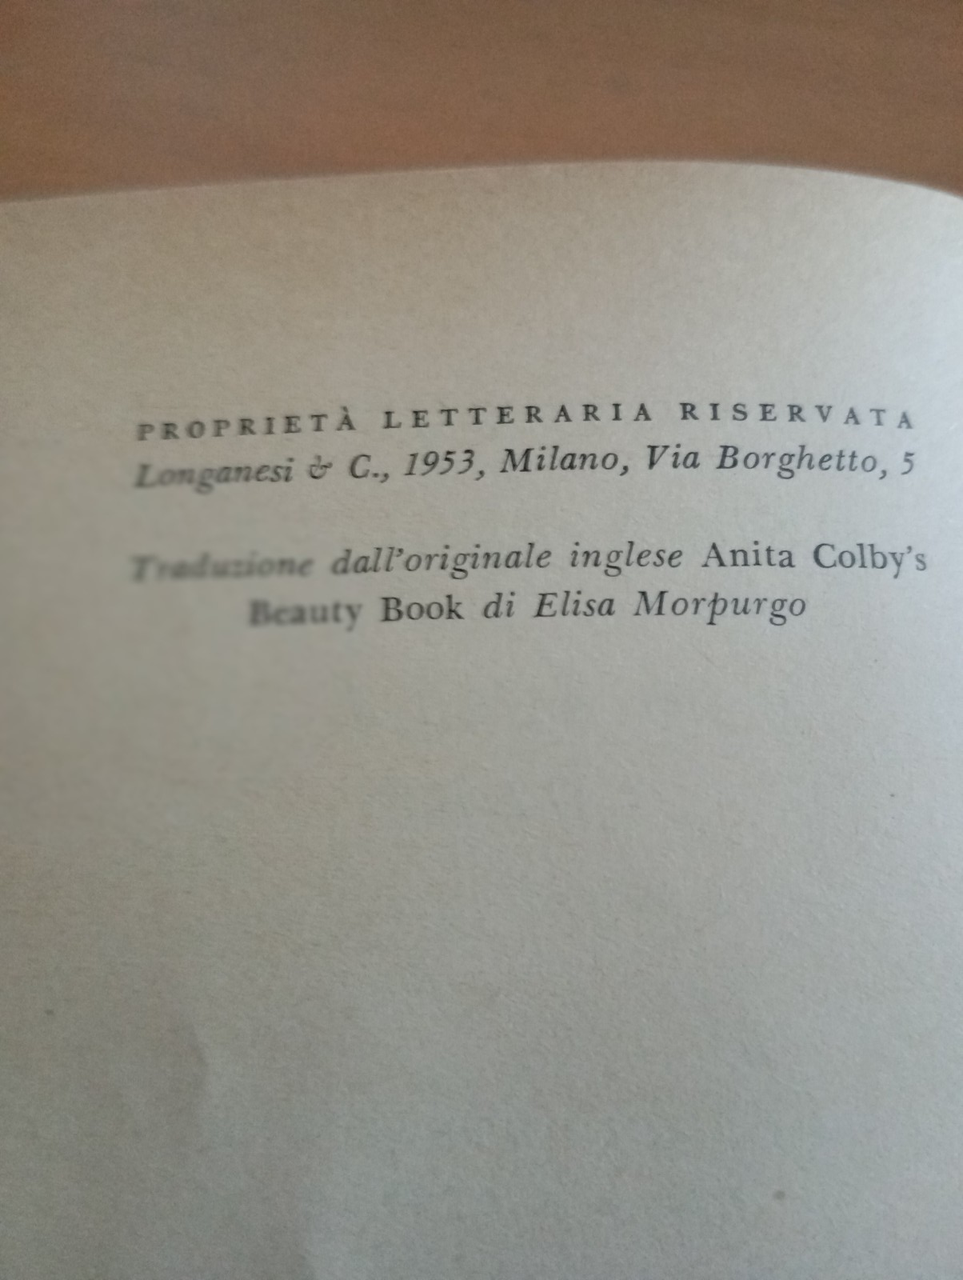 PROPRIETÀ LETTERARIA RISERVATA
Longanesi & C., 1953, Milano, Via Borghetto, 5
Traduzione dall'originale inglese Anita Colby's
Beauty Book di Elisa Morpurgo